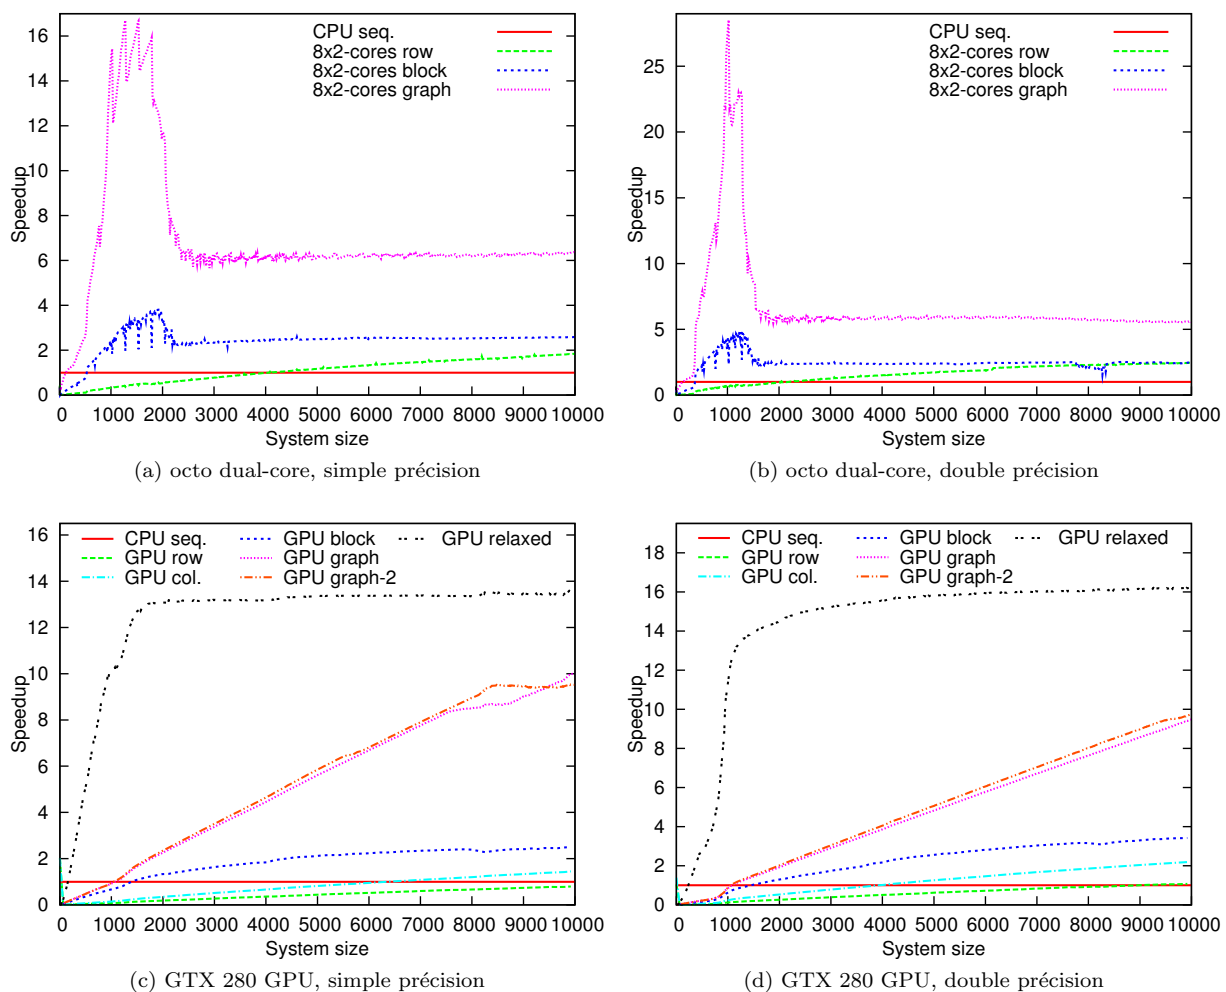 CPU seq.
8x2-cores row
8x2-cores block
8x2-cores graph
16
14
12
10
8
6
4
2
0
Speedup
0 1000 2000 3000 4000 5000 6000 7000 8000 9000 10000
System size
(a) octo dual-core, simple précision
CPU seq.
8x2-cores row
8x2-cores block
8x2-cores graph
25
20
15
10
5
0
Speedup
0 1000 2000 3000 4000 5000 6000 7000 8000 9000 10000
System size
(b) octo dual-core, double précision
CPU seq. GPU block GPU relaxed
GPU row GPU graph
GPU col. GPU graph-2
16
14
12
10
8
6
4
2
0
Speedup
0 1000 2000 3000 4000 5000 6000 7000 8000 9000 10000
System size
(c) GTX 280 GPU, simple précision
CPU seq. GPU block GPU relaxed
GPU row GPU graph
GPU col. GPU graph-2
18
16
14
12
10
8
6
4
2
0
Speedup
0 1000 2000 3000 4000 5000 6000 7000 8000 9000 10000
System size
(d) GTX 280 GPU, double précision